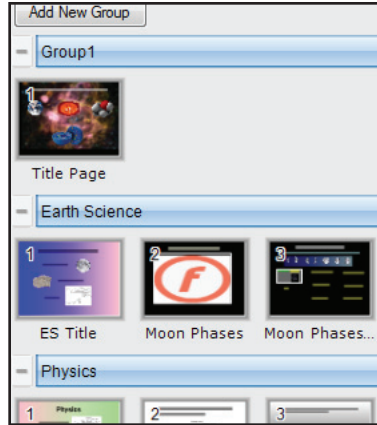 Add New Group
Group1
1
Title Page
Earth Science
1 2 3
ES Title Moon Phases Moon Phases...
Physics
1 Physics 2 3